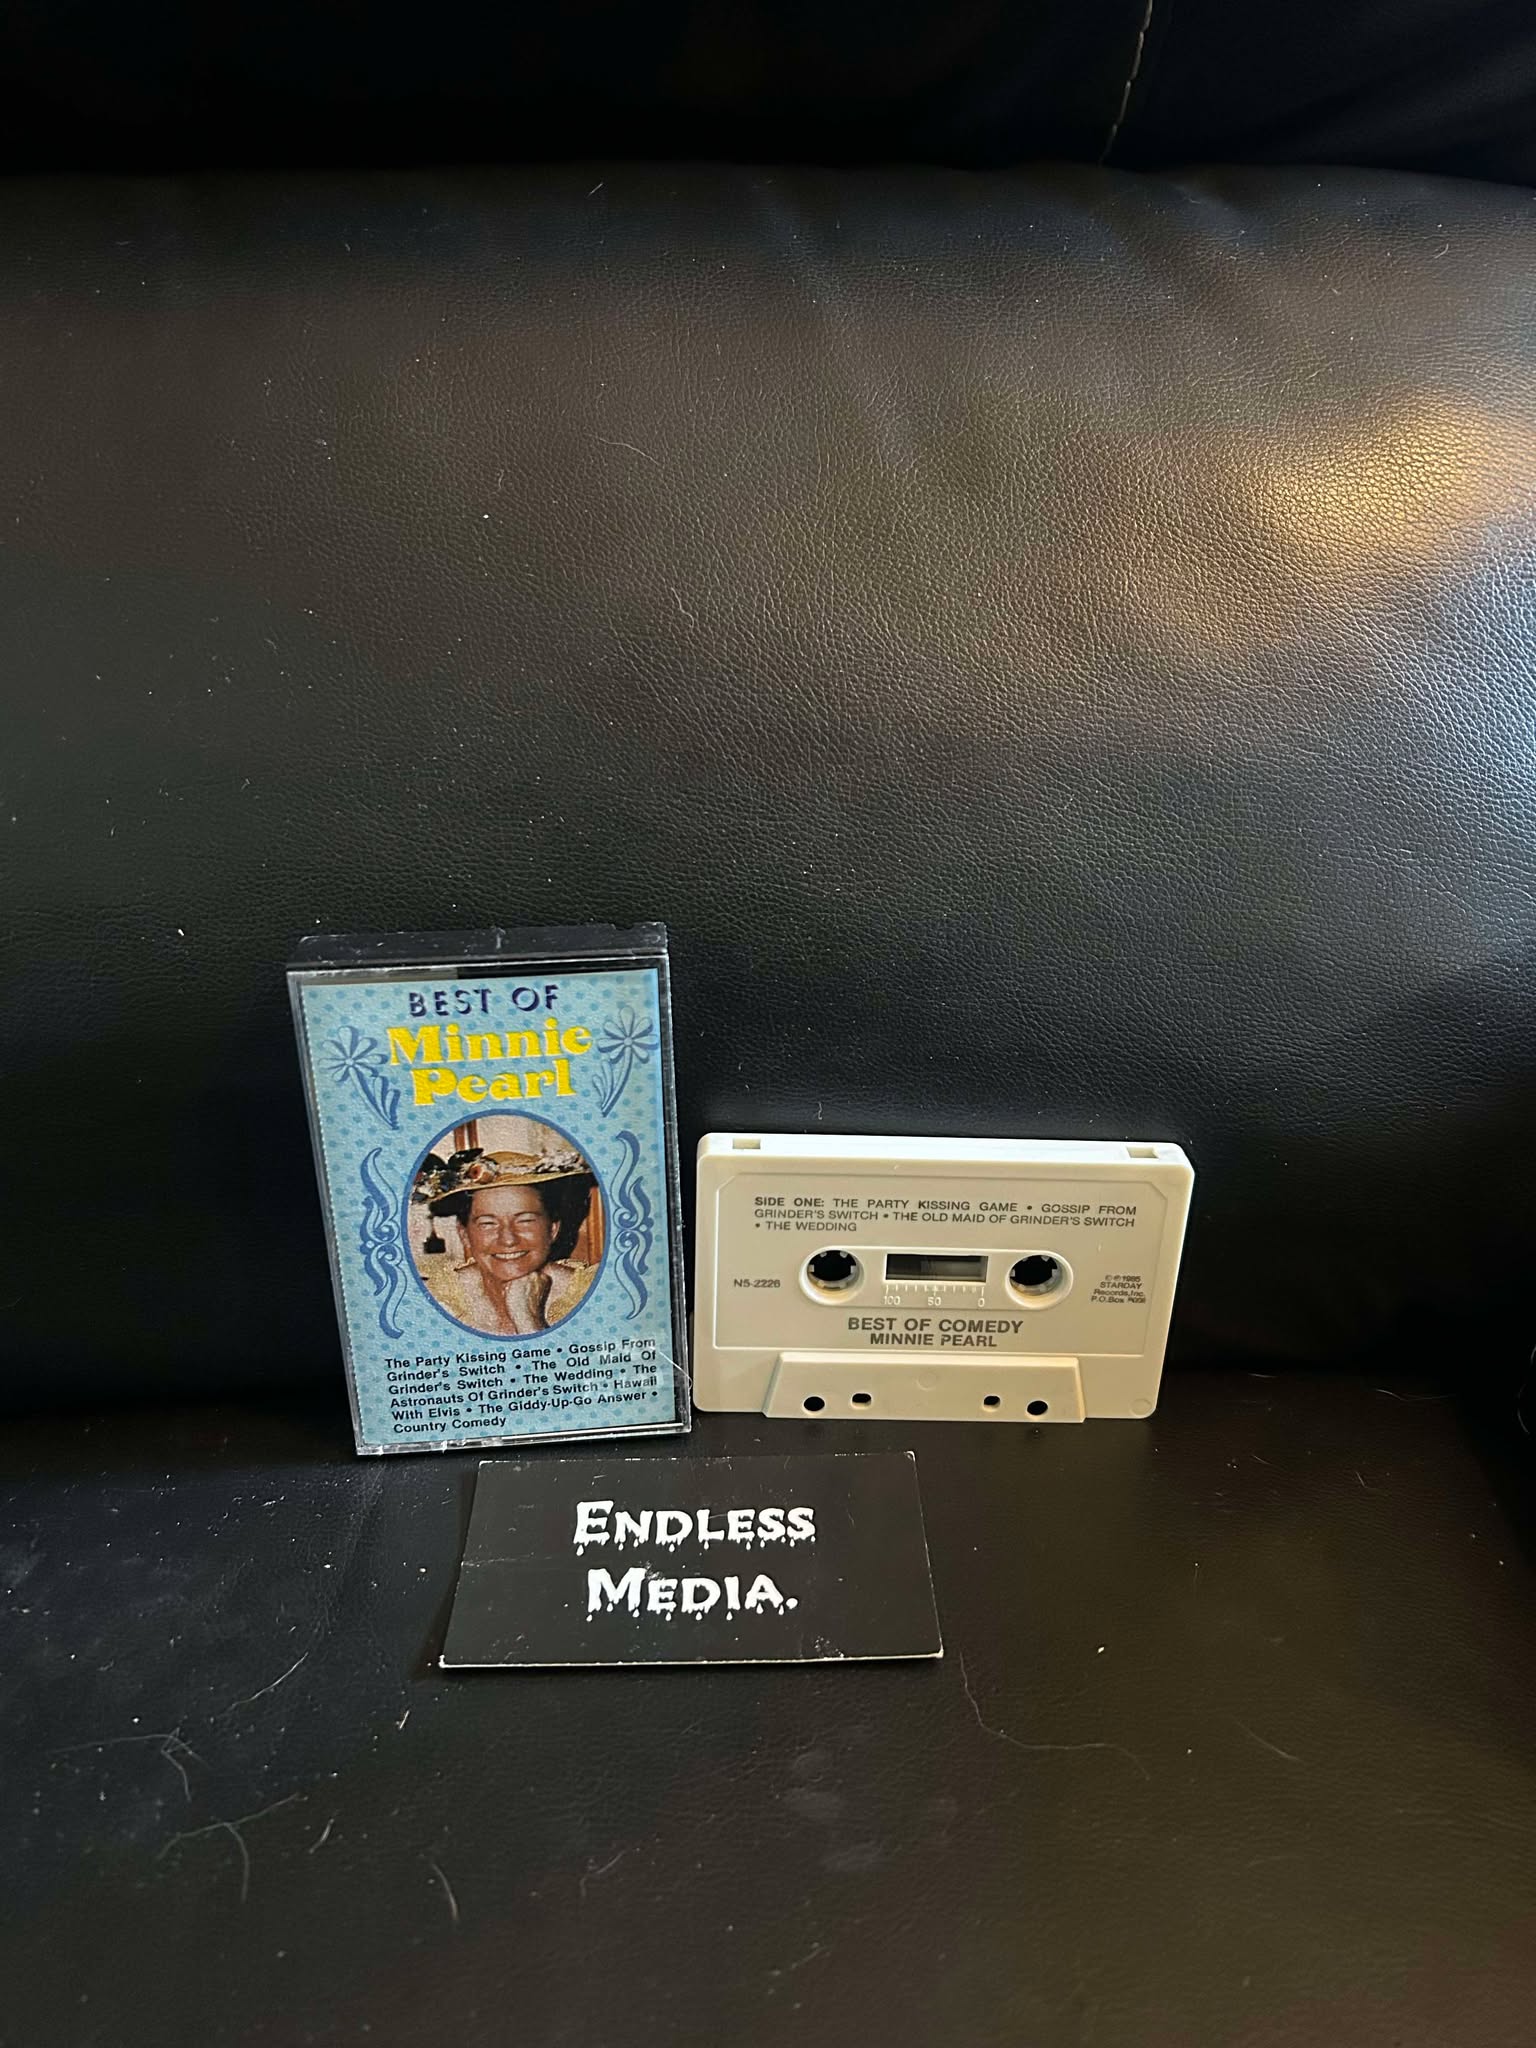 BEST OF
Minnie
Pearl
The Party Kissing Game • Gossip From
Grinder's Switch • The Old Maid Of
Grinder's Switch • The Wedding • The
Astronauts Of Grinder's Switch • Hawaii
With Elvis • The Giddy-Up-Go Answer •
Country Comedy
SIDE ONE: THE PARTY KISSING GAME • GOSSIP FROM
GRINDER'S SWITCH • THE OLD MAID OF GRINDER'S SWITCH
• THE WEDDING
N5-2226
100 50 0
©℗1985
STARDAY
Records, Inc.
P.O. Box
BEST OF COMEDY
MINNIE PEARL
ENDLESS
MEDIA.